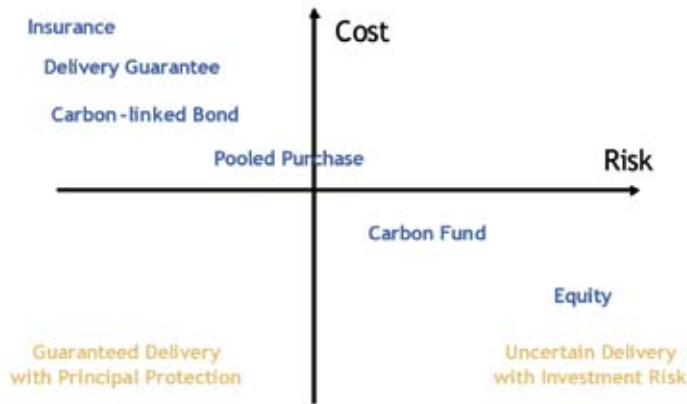 Insurance
Cost
Delivery Guarantee
Carbon-linked Bond
Pooled Purchase
Risk
Carbon Fund
Equity
Guaranteed Delivery
with Principal Protection
Uncertain Delivery
with Investment Risk